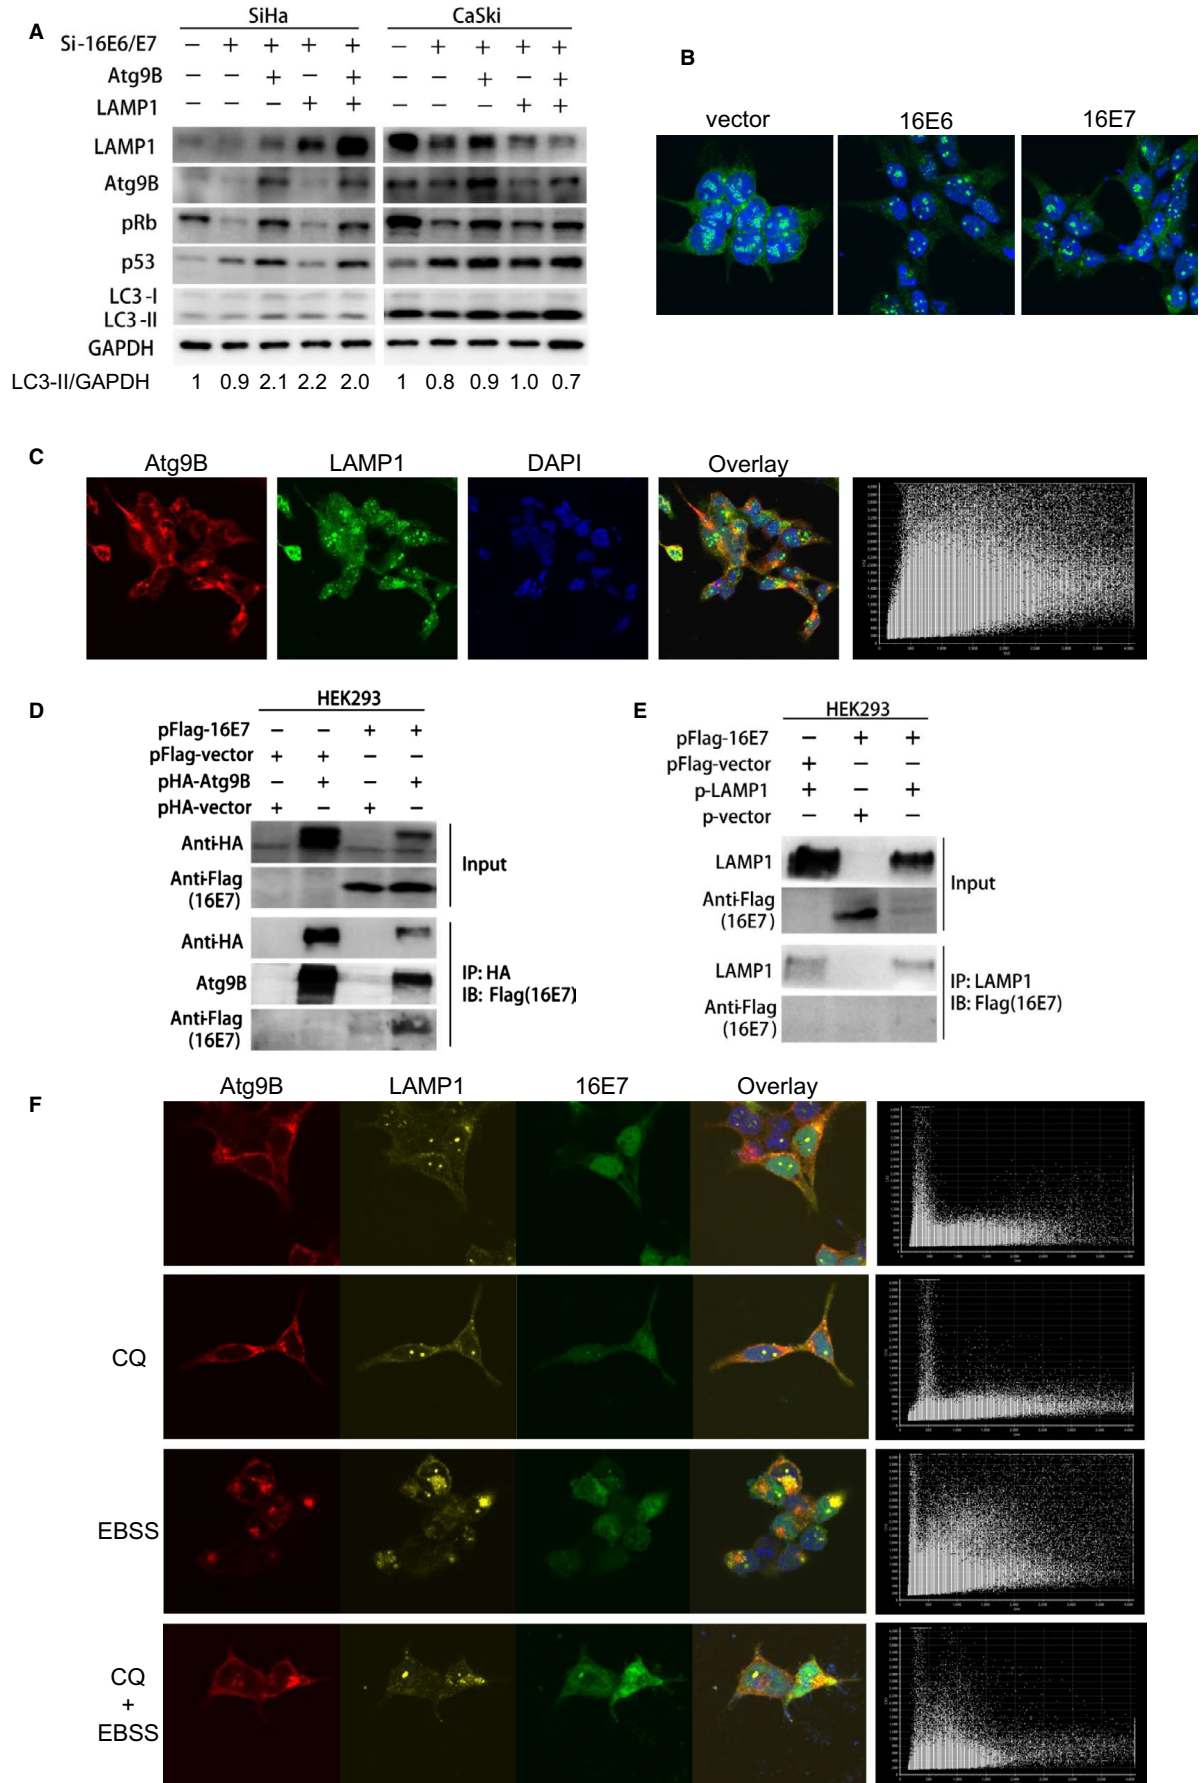 A
SiHa CaSki
Si-16E6/E7 − + + + + − + + + +
Atg9B − − + − + − − + − +
LAMP1 − − − + + − − − + +
LAMP1
Atg9B
pRb
p53
LC3-I
LC3-II
GAPDH
LC3-II/GAPDH 1 0.9 2.1 2.2 2.0 1 0.8 0.9 1.0 0.7
B
vector 16E6 16E7
C
Atg9B LAMP1 DAPI Overlay
D
HEK293
pFlag-16E7 − − + +
pFlag-vector + + − −
pHA-Atg9B − + − +
pHA-vector + − + −
Anti-HA
Anti-Flag
(16E7)
Input
Anti-HA
Atg9B
Anti-Flag
(16E7)
IP: HA
IB: Flag(16E7)
E
HEK293
pFlag-16E7 − + +
pFlag-vector + − −
p-LAMP1 + − +
p-vector − + −
LAMP1
Anti-Flag
(16E7)
Input
LAMP1
Anti-Flag
(16E7)
IP: LAMP1
IB: Flag(16E7)
F
Atg9B LAMP1 16E7 Overlay
CQ
EBSS
CQ
+
EBSS